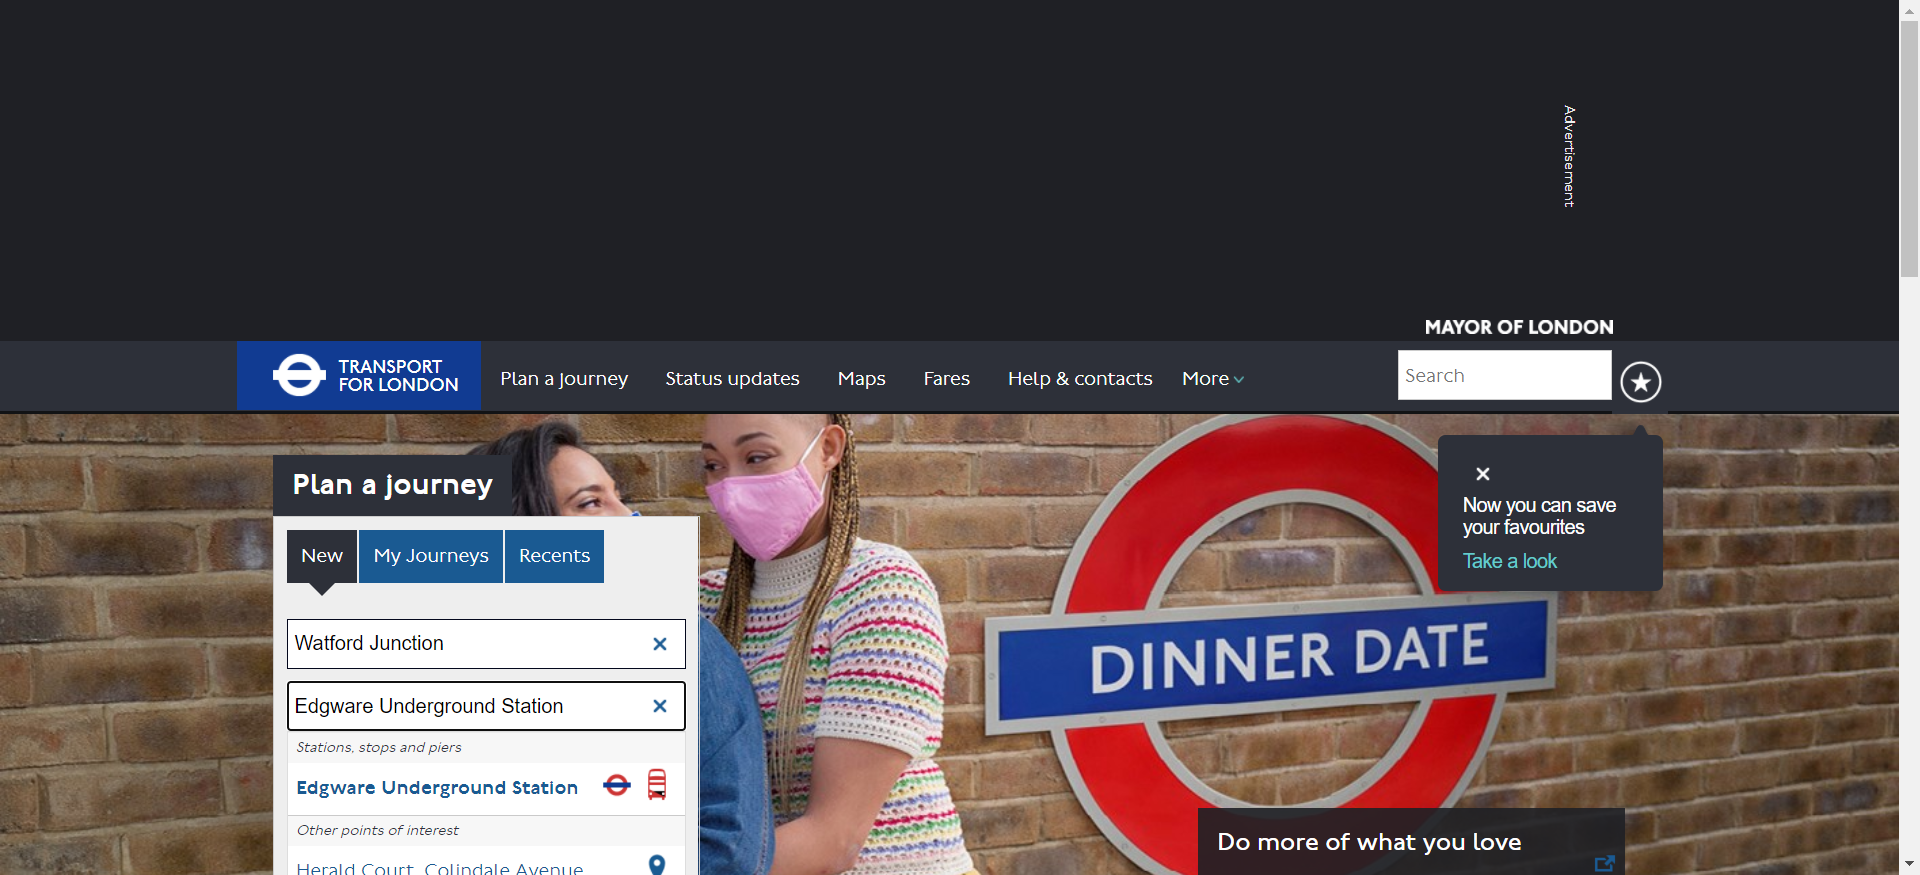 Advertisement
MAYOR OF LONDON
TRANSPORT
FOR LONDON
Plan a journey
Status updates
Maps
Fares
Help & contacts
More
Search
Plan a journey
Now you can save
your favourites
Take a look
New
My Journeys
Recents
Watford Junction
Edgware Underground Station
Stations, stops and piers
Edgware Underground Station
Other points of interest
Herald Court, Colindale Avenue
DINNER DATE
Do more of what you love